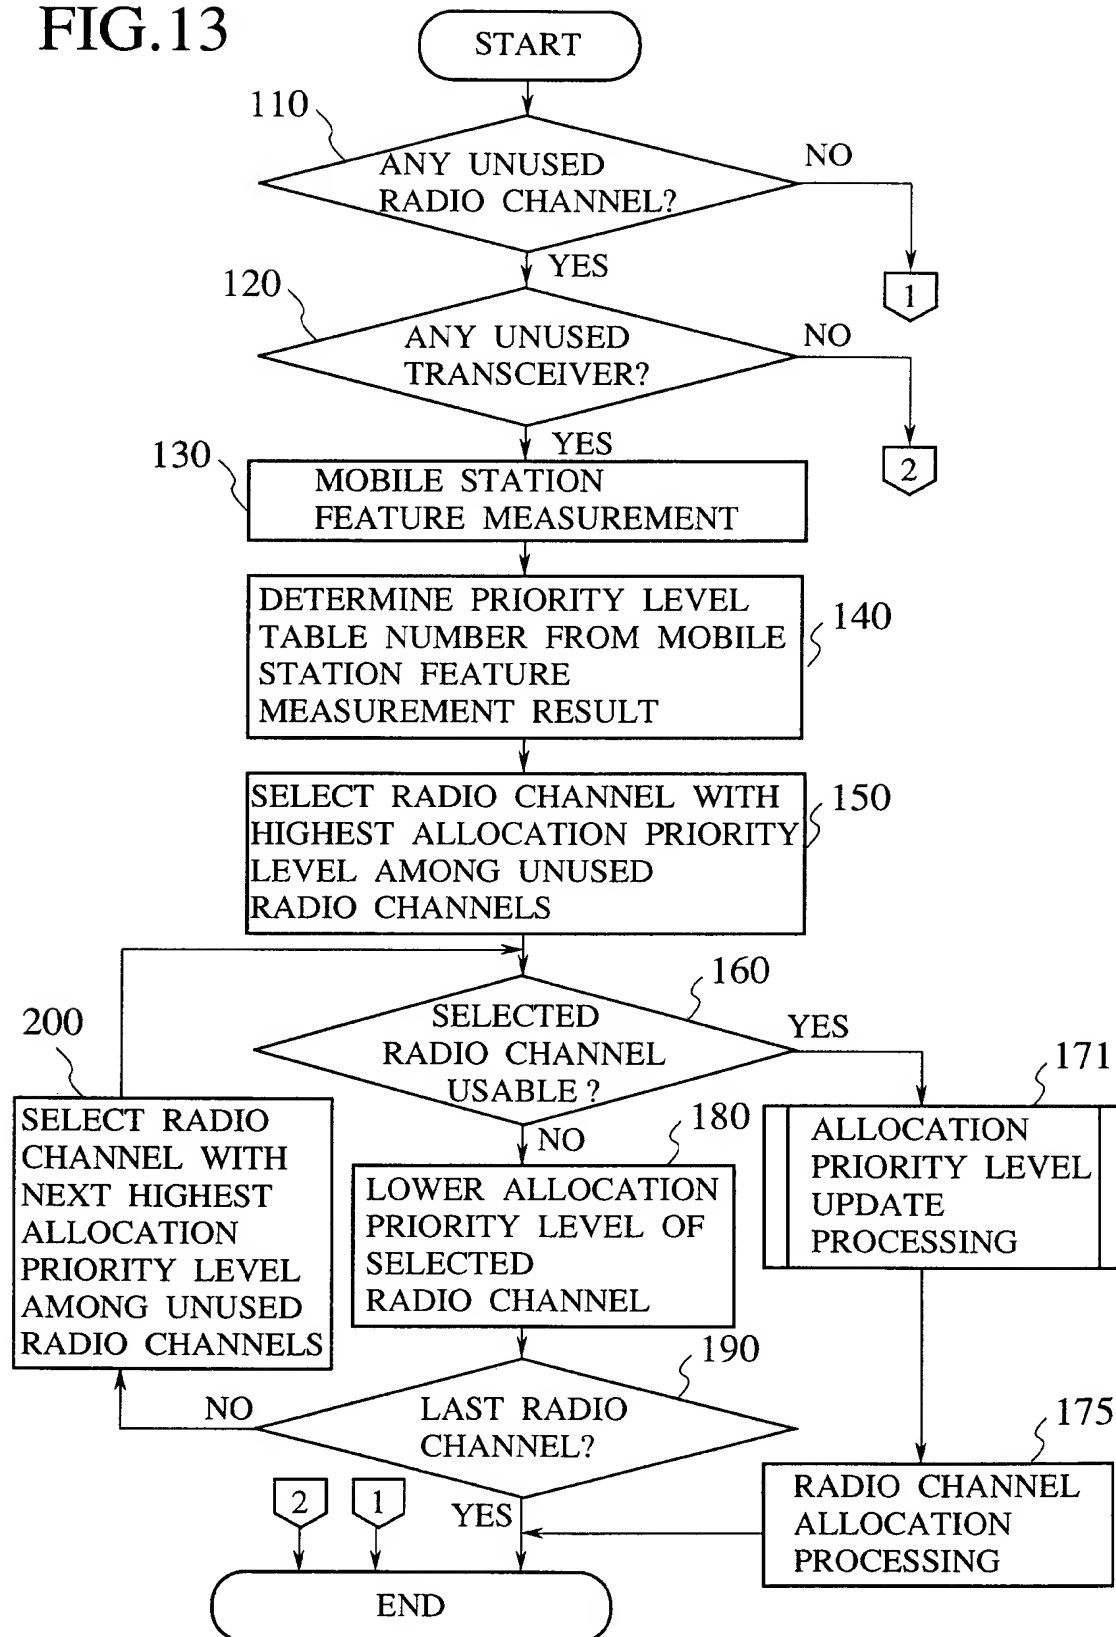 FIG.13
START
110
ANY UNUSED
RADIO CHANNEL?
NO
YES
1
120
ANY UNUSED
TRANSCEIVER?
NO
YES
2
130
MOBILE STATION
FEATURE MEASUREMENT
DETERMINE PRIORITY LEVEL
TABLE NUMBER FROM MOBILE
STATION FEATURE
MEASUREMENT RESULT
140
SELECT RADIO CHANNEL WITH
HIGHEST ALLOCATION PRIORITY
LEVEL AMONG UNUSED
RADIO CHANNELS
150
160
SELECTED
RADIO CHANNEL
USABLE ?
YES
NO
200
SELECT RADIO
CHANNEL WITH
NEXT HIGHEST
ALLOCATION
PRIORITY LEVEL
AMONG UNUSED
RADIO CHANNELS
180
LOWER ALLOCATION
PRIORITY LEVEL OF
SELECTED
RADIO CHANNEL
171
ALLOCATION
PRIORITY LEVEL
UPDATE
PROCESSING
190
LAST RADIO
CHANNEL?
NO
YES
175
RADIO CHANNEL
ALLOCATION
PROCESSING
2
1
END